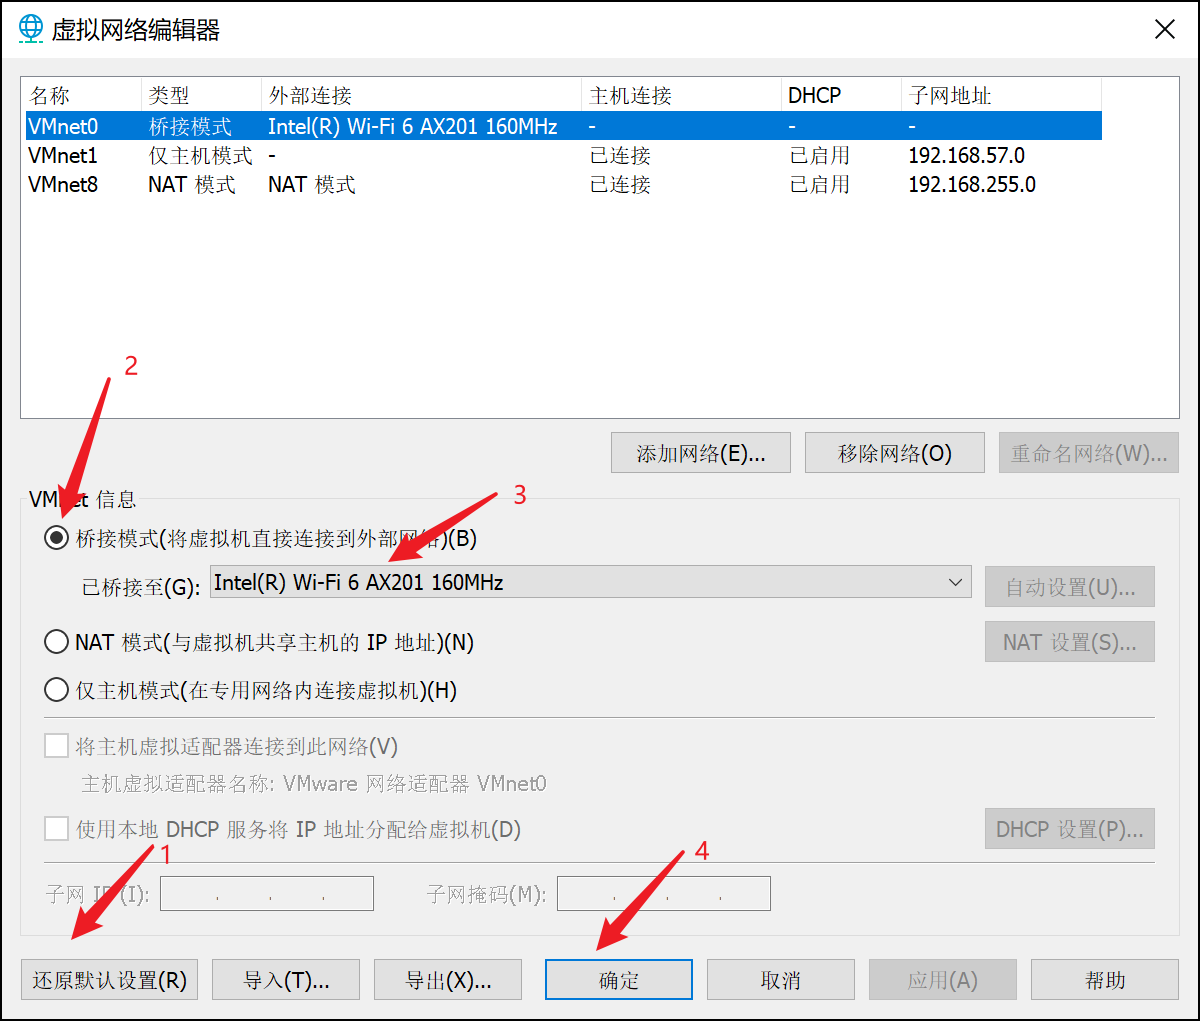 虚拟网络编辑器
名称 类型 外部连接 主机连接 DHCP 子网地址
VMnet0 桥接模式 Intel(R) Wi-Fi 6 AX201 160MHz - - -
VMnet1 仅主机模式 - 已连接 已启用 192.168.57.0
VMnet8 NAT 模式 NAT 模式 已连接 已启用 192.168.255.0
2
添加网络(E)... 移除网络(O) 重命名网络(W)...
VMnet 信息
3
桥接模式(将虚拟机直接连接到外部网络)(B)
已桥接至(G): Intel(R) Wi-Fi 6 AX201 160MHz 自动设置(U)...
NAT 模式(与虚拟机共享主机的 IP 地址)(N) NAT 设置(S)...
仅主机模式(在专用网络内连接虚拟机)(H)
将主机虚拟适配器连接到此网络(V)
主机虚拟适配器名称: VMware 网络适配器 VMnet0
使用本地 DHCP 服务将 IP 地址分配给虚拟机(D) DHCP 设置(P)...
1 4
子网 IP (I): . . . 子网掩码(M): . . .
还原默认设置(R) 导入(T)... 导出(X)... 确定 取消 应用(A) 帮助